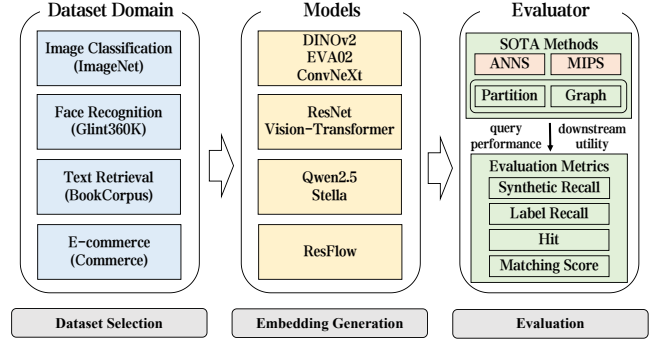 Dataset Domain
Image Classification
(ImageNet)
Face Recognition
(Glint360K)
Text Retrieval
(BookCorpus)
E-commerce
(Commerce)
Dataset Selection
Models
DINOv2
EVA02
ConvNeXt
ResNet
Vision-Transformer
Qwen2.5
Stella
ResFlow
Embedding Generation
Evaluator
SOTA Methods
ANNS
MIPS
Partition
Graph
query
performance
downstream
utility
Evaluation Metrics
Synthetic Recall
Label Recall
Hit
Matching Score
Evaluation